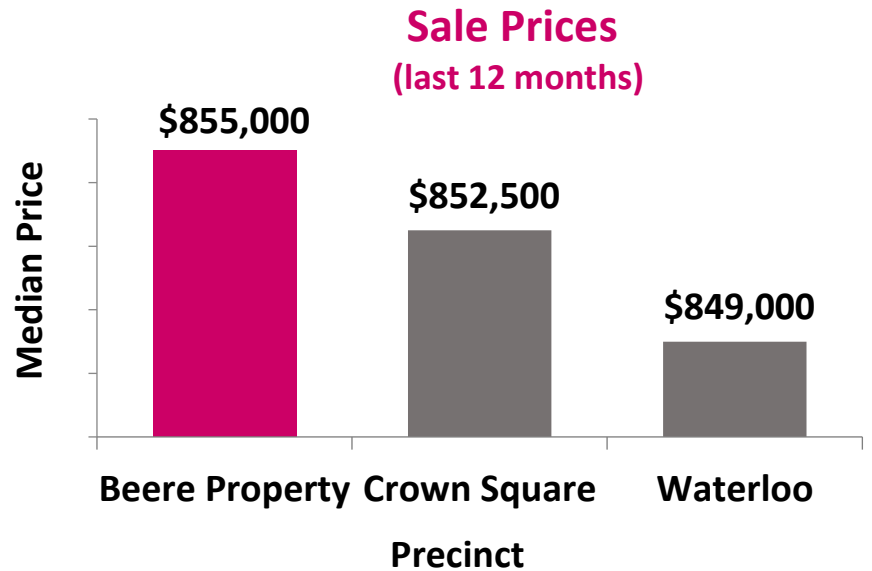 Sale Prices
(last 12 months)
$855,000
$852,500
$849,000
Median Price
Beere Property
Crown Square
Waterloo
Precinct